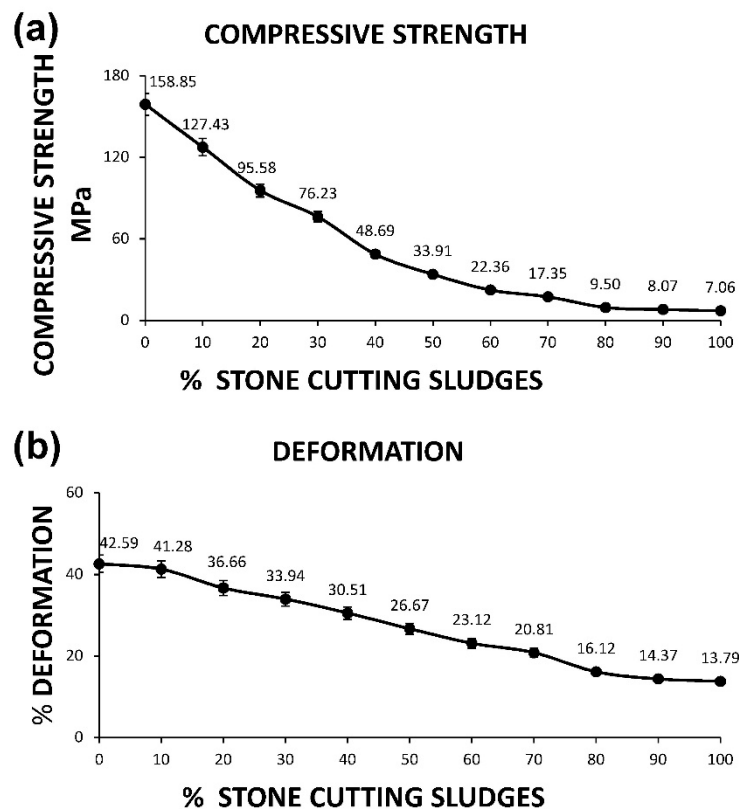 (a)
COMPRESSIVE STRENGTH
COMPRESSIVE STRENGTH
MPa
180
120
60
0
158.85
127.43
95.58
76.23
48.69
33.91
22.36
17.35
9.50
8.07
7.06
0 10 20 30 40 50 60 70 80 90 100
% STONE CUTTING SLUDGES
(b)
DEFORMATION
% DEFORMATION
60
40
20
0
42.59
41.28
36.66
33.94
30.51
26.67
23.12
20.81
16.12
14.37
13.79
0 10 20 30 40 50 60 70 80 90 100
% STONE CUTTING SLUDGES